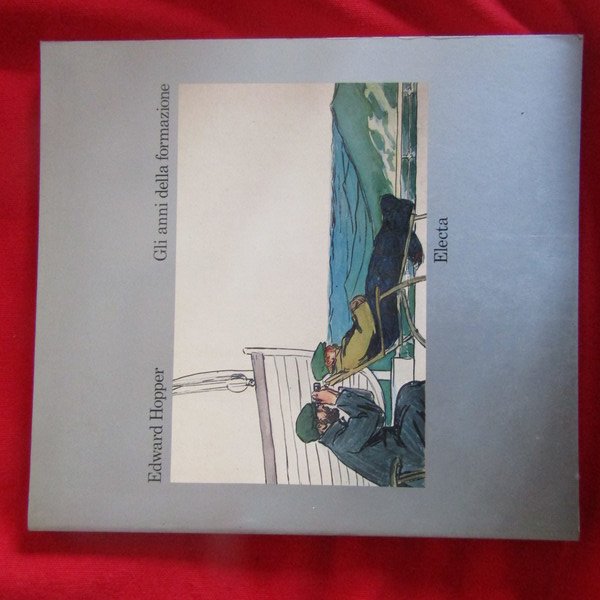 Edward Hopper
Gli anni della formazione
Electa